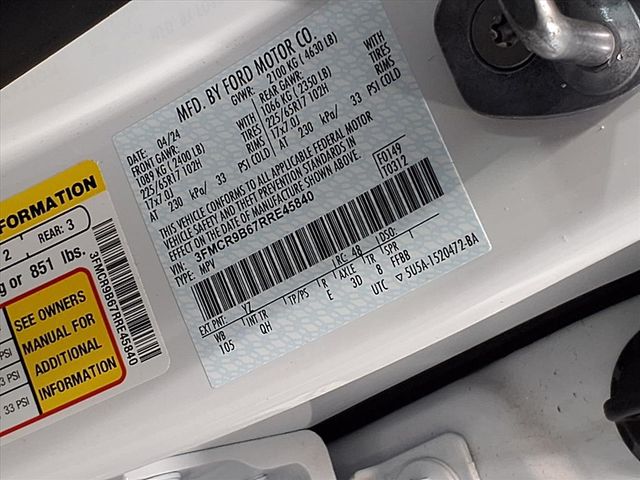 MFD. BY FORD MOTOR CO.
DATE: 04/24
GVWR: 2100 KG ( 4630 LB)
FRONT GAWR:
1089 KG (2400 LB)
WITH
TIRES
RIMS
PSI COLD
225/65R17 102H
17x7.0J
AT 230 kPa/ 33
REAR GAWR:
1066 KG (2350 LB)
WITH
TIRES
RIMS
PSI COLD
225/65R17 102H
17x7.0J
AT 230 kPa/ 33
THIS VEHICLE CONFORMS TO ALL APPLICABLE FEDERAL MOTOR
VEHICLE SAFETY AND THEFT PREVENTION STANDARDS IN
EFFECT ON THE DATE OF MANUFACTURE SHOWN ABOVE.
VIN: 3FMCR9B67RRE45840
TYPE: MPV
F0749
T0312
EXT PNT: YZ
RC: 48
DSO:
WB
INT TR
TP/PS
R
AXLE
TR
SPR
105
QH
E
3D
8
FFBB
UTC
5U5A-1520472-BA
FORMATION
2
REAR: 3
g or 851 lbs.
3FMCR9B67RRE45840
SEE OWNERS
MANUAL FOR
ADDITIONAL
INFORMATION
PSI
3 PSI
33 PSI